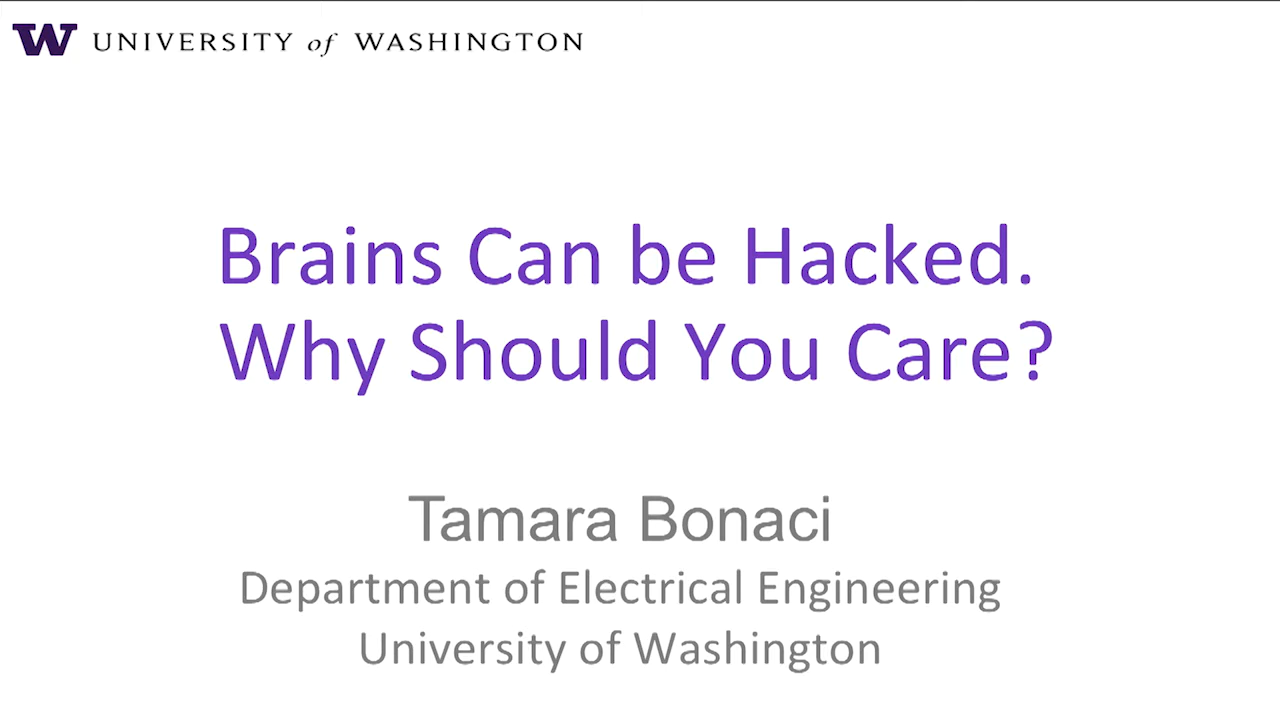 W UNIVERSITY of WASHINGTON
Brains Can be Hacked.
Why Should You Care?
Tamara Bonaci
Department of Electrical Engineering
University of Washington